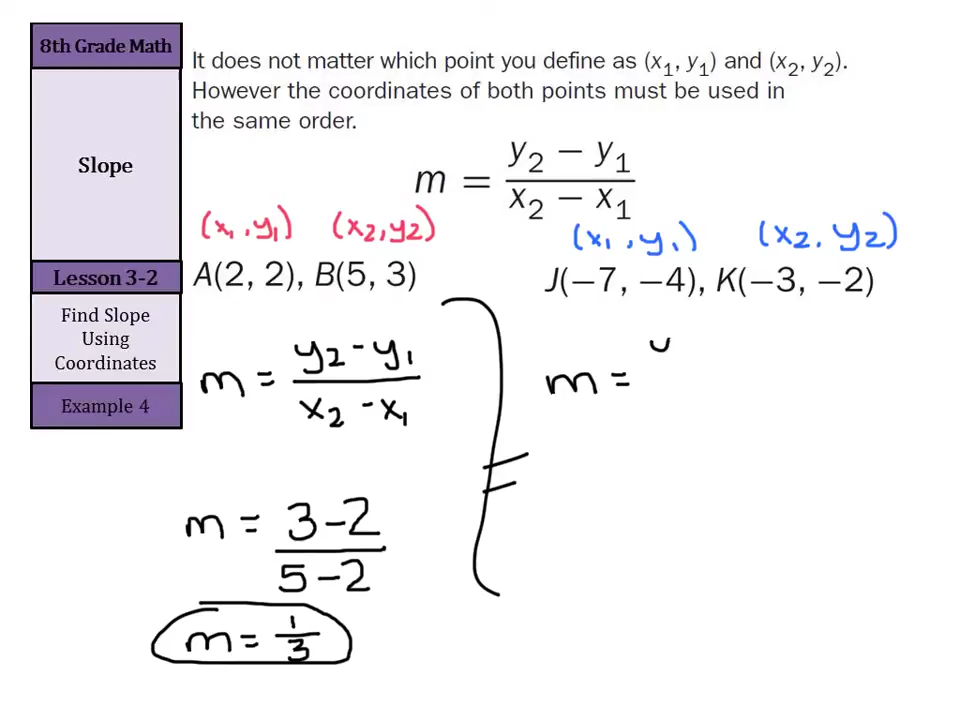 8th Grade Math
Slope
Lesson 3-2
Find Slope
Using
Coordinates
Example 4
It does not matter which point you define as (x₁, y₁) and (x₂, y₂).
However the coordinates of both points must be used in
the same order.
m = (y₂ − y₁)/(x₂ − x₁)
(x₁, y₁) (x₂, y₂)
A(2, 2), B(5, 3)
m = (y₂ - y₁)/(x₂ - x₁)
m = (3 - 2)/(5 - 2)
m = 1/3
(x₁, y₁) (x₂, y₂)
J(−7, −4), K(−3, −2)
m =